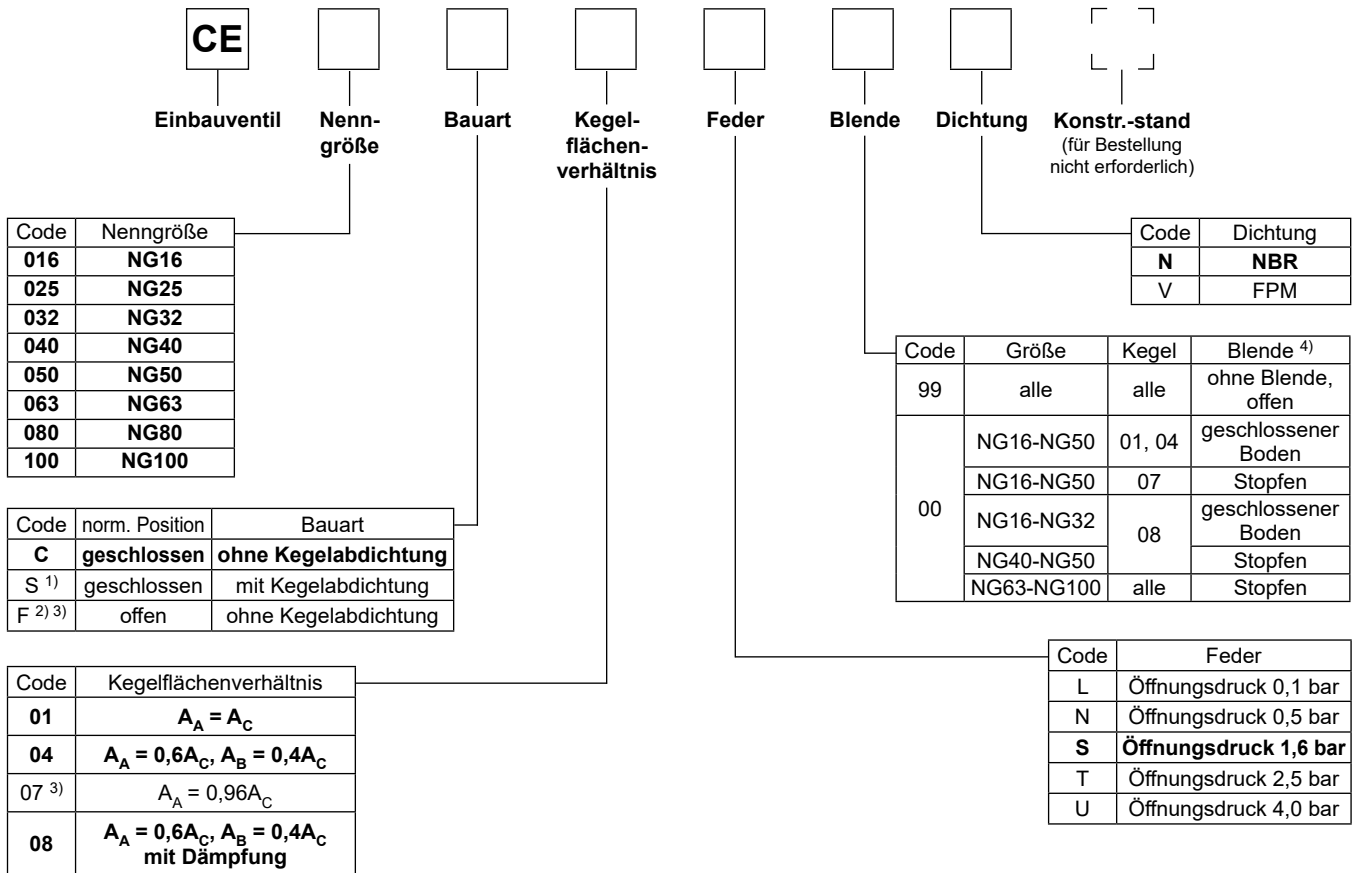 CE
Einbauventil
Nenn-
größe
Bauart
Kegel-
flächen-
verhältnis
Feder
Blende
Dichtung
Konstr.-stand
(für Bestellung
nicht erforderlich)
Code Nenngröße
016 NG16
025 NG25
032 NG32
040 NG40
050 NG50
063 NG63
080 NG80
100 NG100
Code norm. Position Bauart
C geschlossen ohne Kegelabdichtung
S 1) geschlossen mit Kegelabdichtung
F 2) 3) offen ohne Kegelabdichtung
Code Kegelflächenverhältnis
01 AA = AC
04 AA = 0,6AC, AB = 0,4AC
07 3) AA = 0,96AC
08 AA = 0,6AC, AB = 0,4AC
mit Dämpfung
Code Dichtung
N NBR
V FPM
Code Größe Kegel Blende 4)
99 alle alle ohne Blende,
offen
00 NG16-NG50 01, 04 geschlossener
Boden
NG16-NG50 07 Stopfen
NG16-NG32 08 geschlossener
Boden
NG40-NG50 Stopfen
NG63-NG100 alle Stopfen
Code Feder
L Öffnungsdruck 0,1 bar
N Öffnungsdruck 0,5 bar
S Öffnungsdruck 1,6 bar
T Öffnungsdruck 2,5 bar
U Öffnungsdruck 4,0 bar